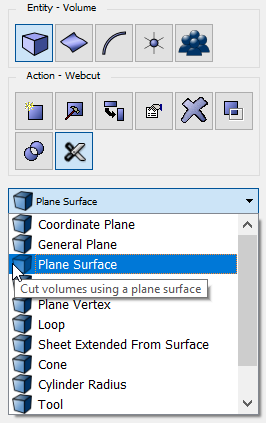 Entity - Volume
Action - Webcut
Plane Surface
Coordinate Plane
General Plane
Plane Surface
Cut volumes using a plane surface
Plane Vertex
Loop
Sheet Extended From Surface
Cone
Cylinder Radius
Tool